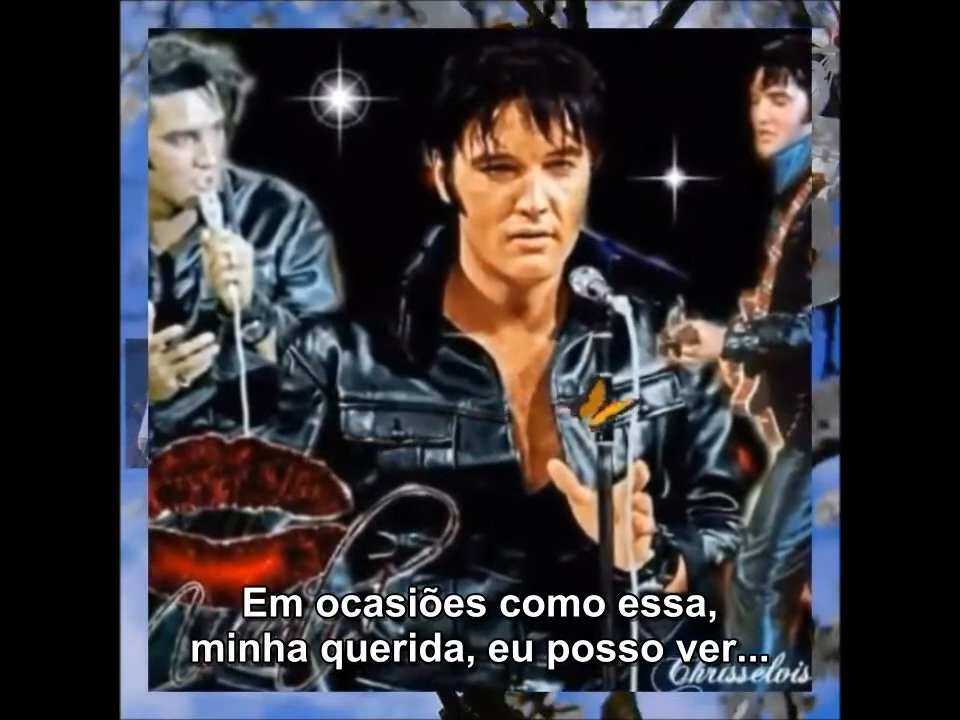 Em ocasiões como essa,
minha querida, eu posso ver...
Chrisselvis